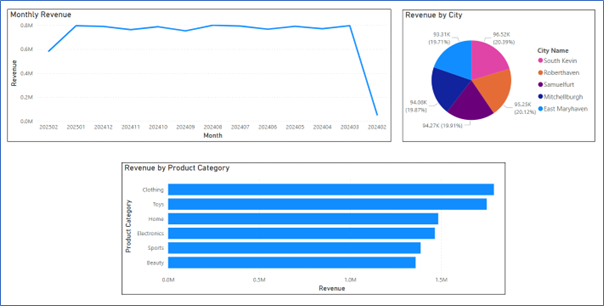 Monthly Revenue
0.8M
0.6M
0.4M
0.2M
0.0M
Revenue
202502 202501 202412 202411 202410 202409 202408 202407 202406 202405 202404 202403 202402
Month
Revenue by City
93.31K
(19.71%)
96.52K
(20.39%)
94.08K
(19.87%)
95.23K
(20.12%)
94.27K (19.91%)
City Name
South Kevin
Roberthaven
Samuelfurt
Mitchellburgh
East Maryhaven
Revenue by Product Category
Product Category
Clothing
Toys
Home
Electronics
Sports
Beauty
0.0M 0.5M 1.0M 1.5M
Revenue